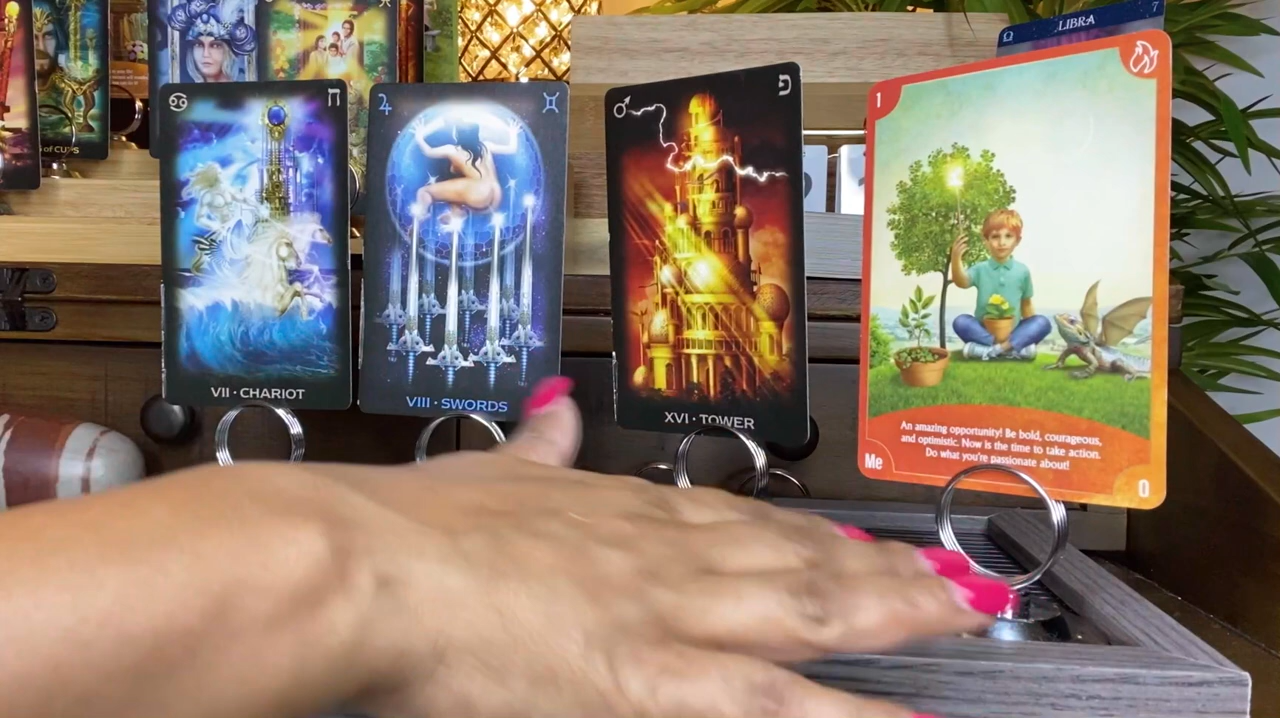 LIBRA
7
of CUPS
VII · CHARIOT
ח
VIII · SWORDS
XVI · TOWER
פ
1
An amazing opportunity! Be bold, courageous,
and optimistic. Now is the time to take action.
Do what you're passionate about!
Me
0